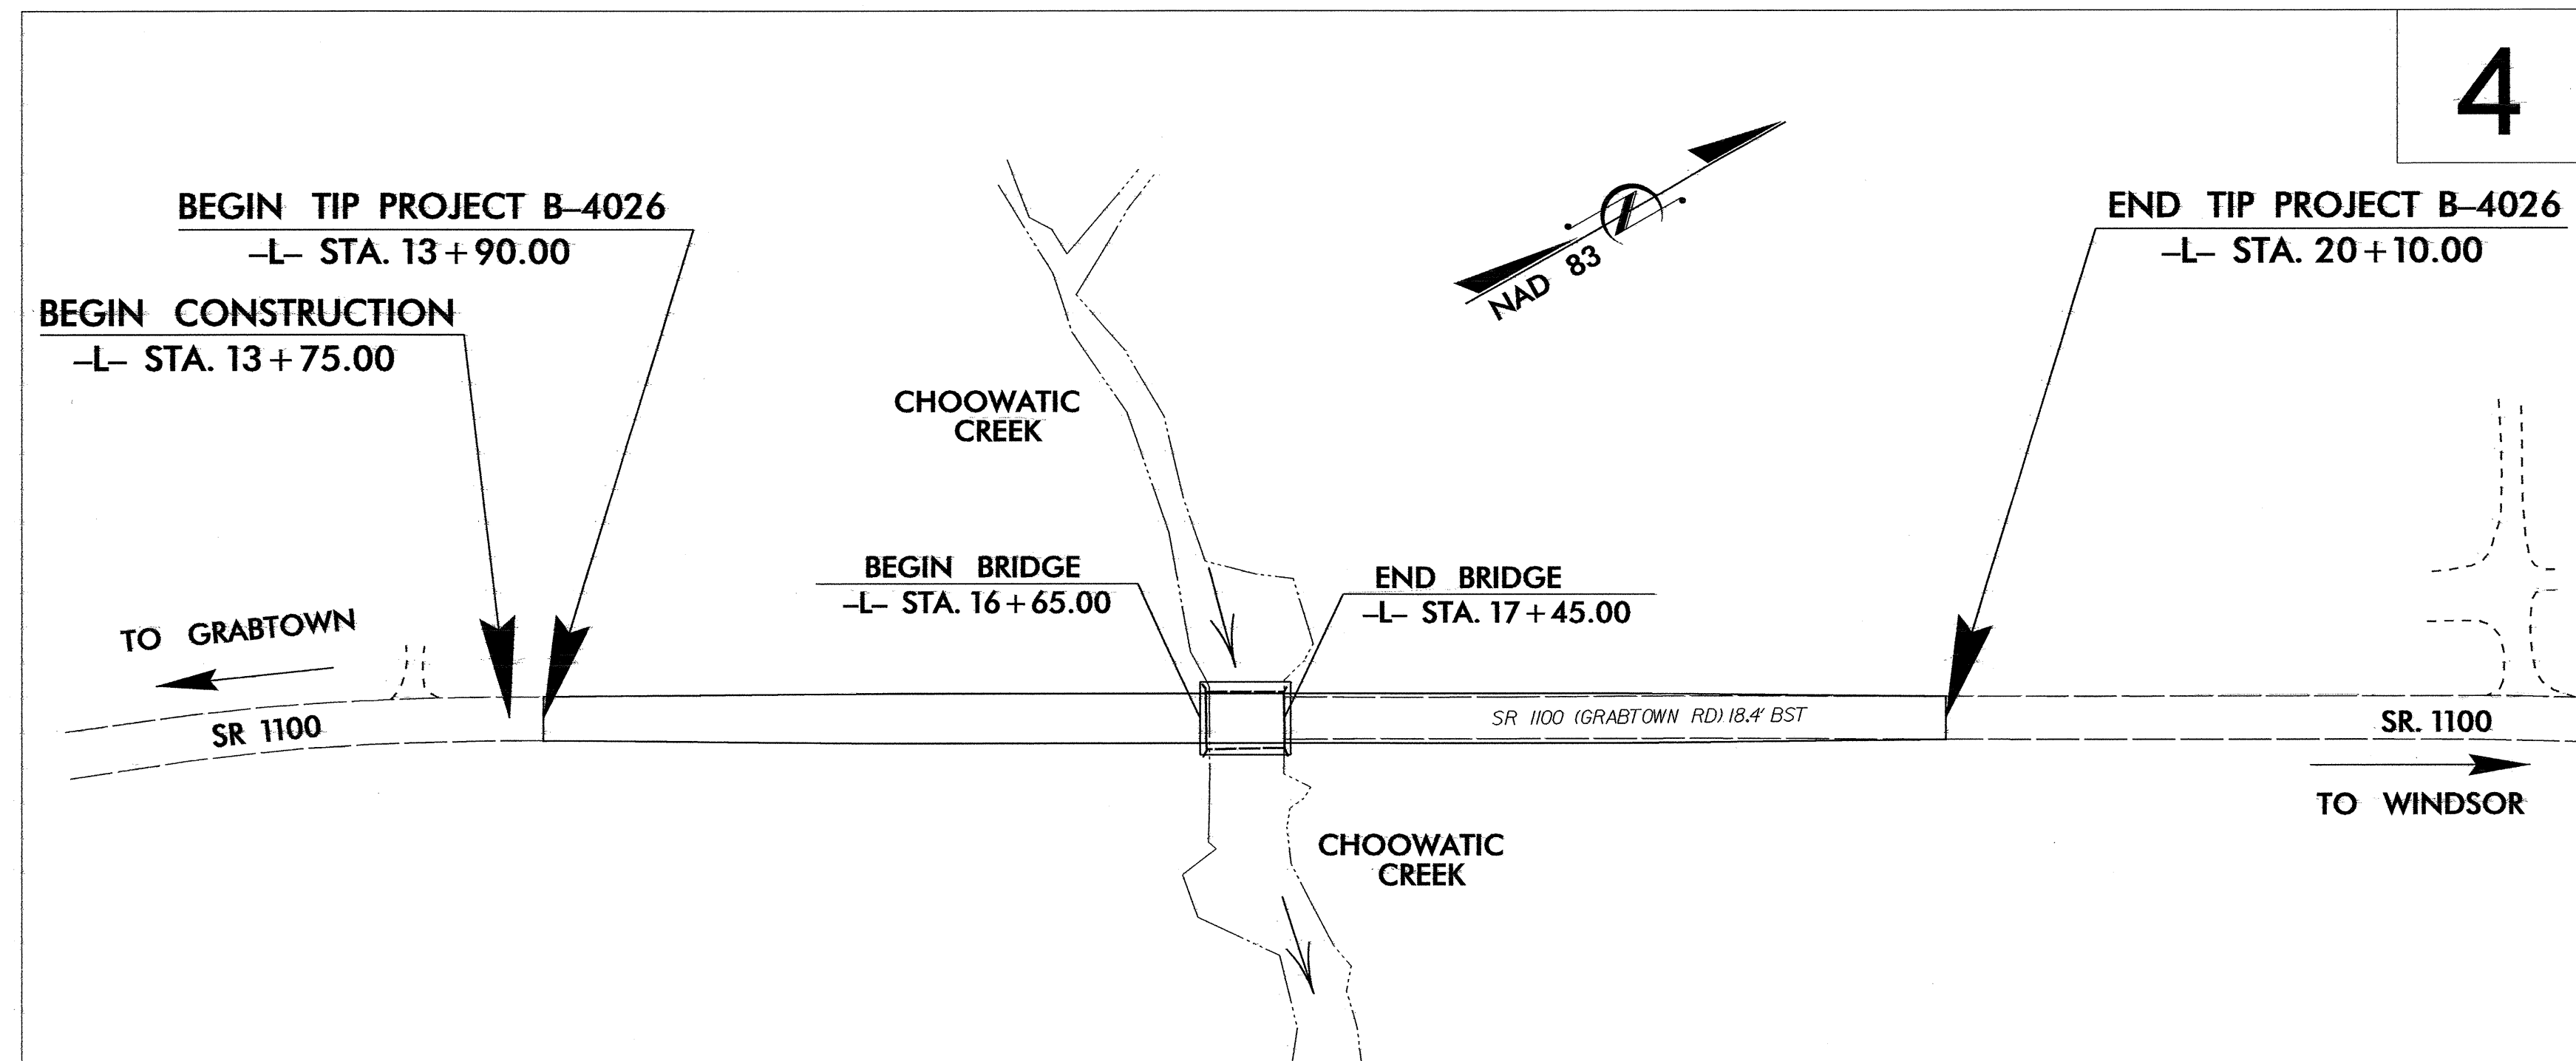 4
BEGIN TIP PROJECT B–4026
–L– STA. 13+90.00
BEGIN CONSTRUCTION
–L– STA. 13+75.00
NAD 83
END TIP PROJECT B–4026
–L– STA. 20+10.00
CHOOWATIC
CREEK
BEGIN BRIDGE
–L– STA. 16+65.00
END BRIDGE
–L– STA. 17+45.00
TO GRABTOWN
SR 1100
SR 1100 (GRABTOWN RD) 18.4' BST
SR. 1100
TO WINDSOR
CHOOWATIC
CREEK